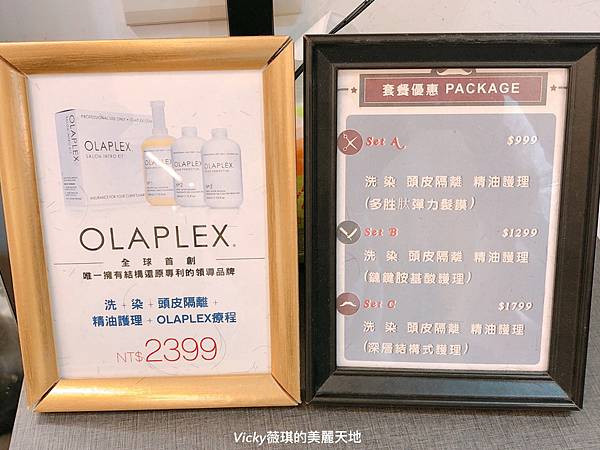 PROFESSIONAL USE ONLY
OLAPLEX
SALON INTRO KIT
OLAPLEX
OLAPLEX
OLAPLEX®
全球首創
唯一擁有結構還原專利的領導品牌
洗 + 染 + 頭皮隔離 +
精油護理 + OLAPLEX療程
NT$2399
套餐優惠 PACKAGE
Set A $999
洗 染 頭皮隔離 精油護理
(多胜肽彈力髮膜)
Set B $1299
洗 染 頭皮隔離 精油護理
(鏈鍵胺基酸護理)
Set C $1799
洗 染 頭皮隔離 精油護理
(深層結構式護理)
Vicky薇琪的美麗天地